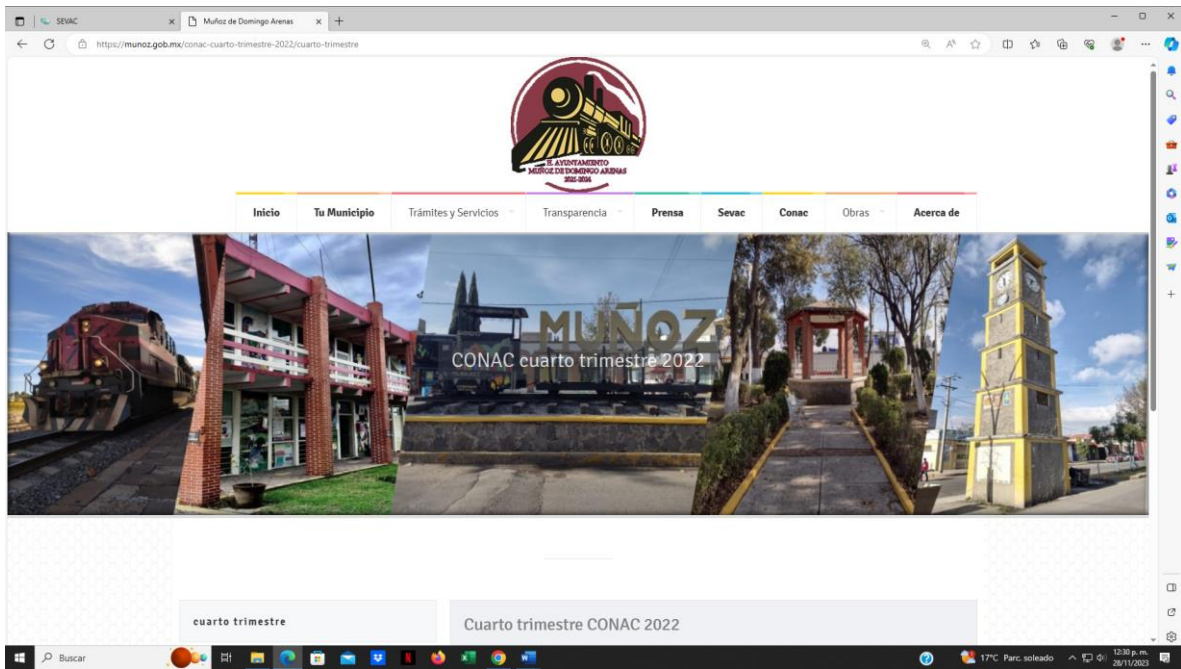 SEVAC
Muñoz de Domingo Arenas
https://munoz.gob.mx/conac-cuarto-trimestre-2022/cuarto-trimestre
H. AYUNTAMIENTO
MUÑOZ DE DOMINGO ARENAS
2021-2024
Inicio Tu Municipio Trámites y Servicios Transparencia Prensa Sevac Conac Obras Acerca de
MUÑOZ
CONAC cuarto trimestre 2022
cuarto trimestre
Cuarto trimestre CONAC 2022
Buscar
17°C Parc. soleado
12:30 p. m.
28/11/2023